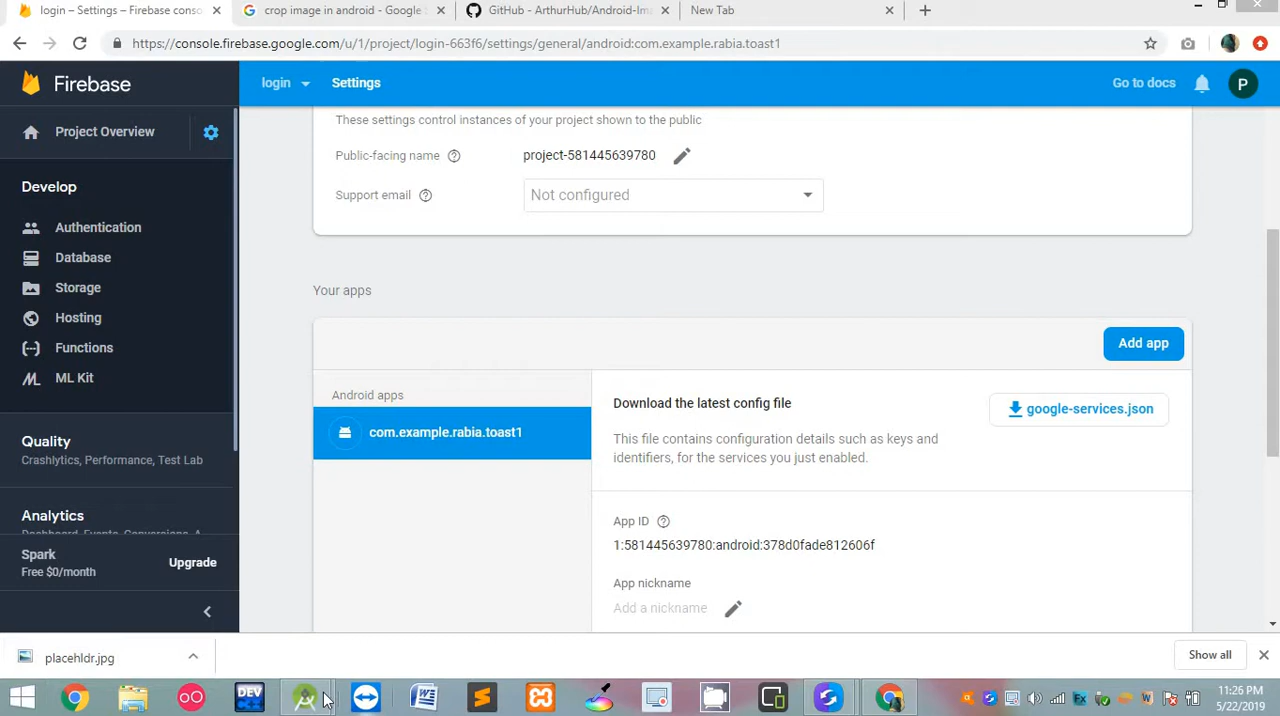 login – Settings – Firebase conso
crop image in android - Google S
GitHub - ArthurHub/Android-Ima
New Tab
https://console.firebase.google.com/u/1/project/login-663f6/settings/general/android:com.example.rabia.toast1
Firebase
login
Settings
Go to docs
P
Project Overview
These settings control instances of your project shown to the public
Public-facing name
project-581445639780
Support email
Not configured
Develop
Authentication
Database
Storage
Hosting
Functions
ML Kit
Your apps
Add app
Android apps
com.example.rabia.toast1
Download the latest config file
google-services.json
This file contains configuration details such as keys and
identifiers, for the services you just enabled.
Quality
Crashlytics, Performance, Test Lab
Analytics
Dashboard, Events, Conversions, A
App ID
1:581445639780:android:378d0fade812606f
App nickname
Add a nickname
Spark
Free $0/month
Upgrade
placehldr.jpg
Show all
DEV
11:26 PM
5/22/2019